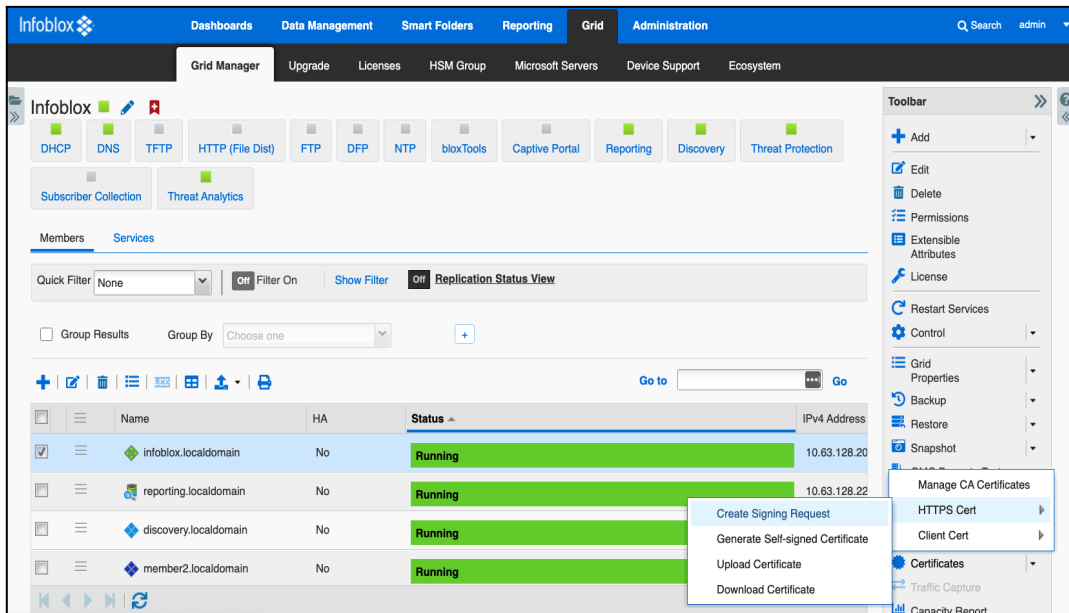 Infoblox
Dashboards Data Management Smart Folders Reporting Grid Administration Search admin
Grid Manager Upgrade Licenses HSM Group Microsoft Servers Device Support Ecosystem
Infoblox
DHCP DNS TFTP HTTP (File Dist) FTP DFP NTP bloxTools Captive Portal Reporting Discovery Threat Protection
Subscriber Collection Threat Analytics
Members Services
Quick Filter None Off Filter On Show Filter Off Replication Status View
Group Results Group By Choose one +
Go to Go
Name HA Status IPv4 Address
infoblox.localdomain No Running 10.63.128.20
reporting.localdomain No Running 10.63.128.22
discovery.localdomain No Running
member2.localdomain No Running
Toolbar
Add
Edit
Delete
Permissions
Extensible
Attributes
License
Restart Services
Control
Grid
Properties
Backup
Restore
Snapshot
Manage CA Certificates
HTTPS Cert
Client Cert
Create Signing Request
Generate Self-signed Certificate
Upload Certificate
Download Certificate
Certificates
Traffic Capture
Capacity Report